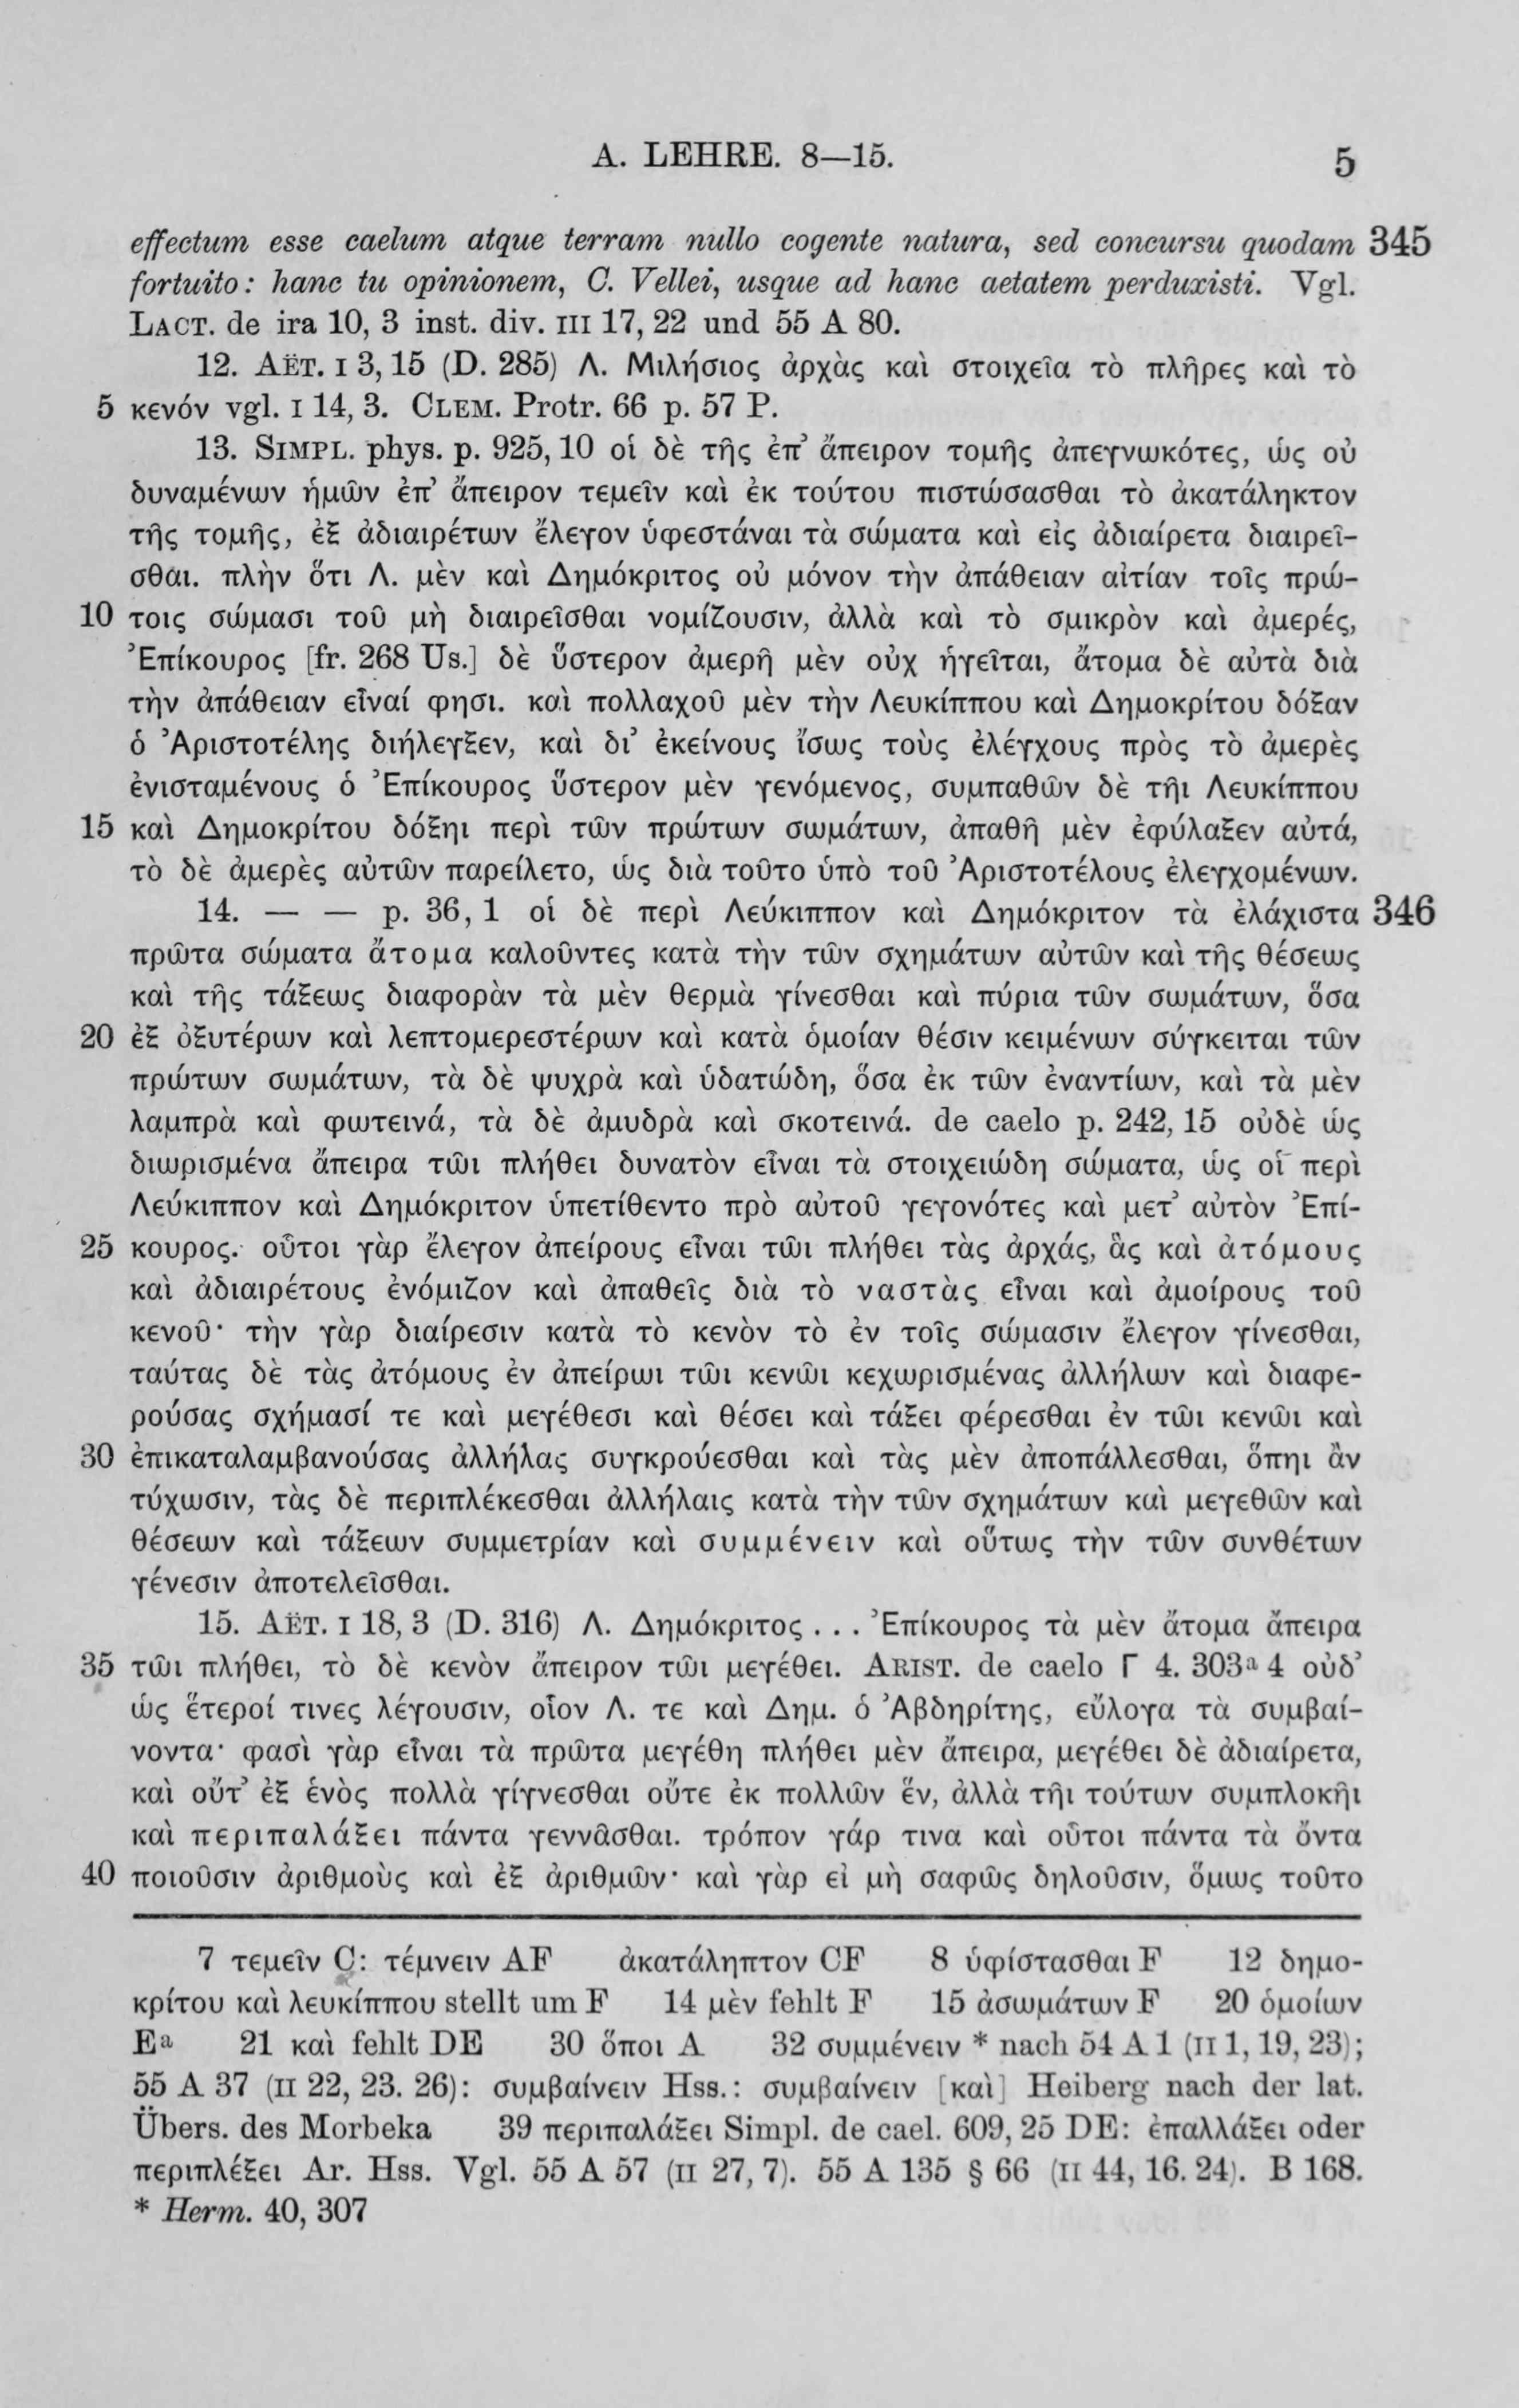 A. LEHRE. 8—15. 5
effectum esse caelum atque terram nullo cogente natura, sed concursu quodam 345
fortuito: hanc tu opinionem, C. Vellei, usque ad hanc aetatem perduxisti. Vgl.
LACT. de ira 10, 3 inst. div. III 17, 22 und 55 A 80.
12. AËT. I 3, 15 (D. 285) Λ. Μιλήσιος ἀρχὰς καὶ στοιχεῖα τὸ πλῆρες καὶ τὸ
5 κενόν vgl. I 14, 3. CLEM. Protr. 66 p. 57 P.
13. SIMPL. phys. p. 925, 10 οἱ δὲ τῆς ἐπ’ ἄπειρον τομῆς ἀπεγνωκότες, ὡς οὐ
δυναμένων ἡμῶν ἐπ’ ἄπειρον τεμεῖν καὶ ἐκ τούτου πιστώσασθαι τὸ ἀκατάληκτον
τῆς τομῆς, ἐξ ἀδιαιρέτων ἔλεγον ὑφεστάναι τὰ σώματα καὶ εἰς ἀδιαίρετα διαιρεῖ-
σθαι. πλὴν ὅτι Λ. μὲν καὶ Δημόκριτος οὐ μόνον τὴν ἀπάθειαν αἰτίαν τοῖς πρώ-
10 τοις σώμασι τοῦ μὴ διαιρεῖσθαι νομίζουσιν, ἀλλὰ καὶ τὸ σμικρὸν καὶ ἀμερές,
Ἐπίκουρος [fr. 268 Us.] δὲ ὕστερον ἀμερῆ μὲν οὐχ ἡγεῖται, ἄτομα δὲ αὐτὰ διὰ
τὴν ἀπάθειαν εἶναί φησι. καὶ πολλαχοῦ μὲν τὴν Λευκίππου καὶ Δημοκρίτου δόξαν
ὁ Ἀριστοτέλης διήλεγξεν, καὶ δι’ ἐκείνους ἴσως τοὺς ἐλέγχους πρὸς τὸ ἀμερὲς
ἐνισταμένους ὁ Ἐπίκουρος ὕστερον μὲν γενόμενος, συμπαθῶν δὲ τῆι Λευκίππου
15 καὶ Δημοκρίτου δόξηι περὶ τῶν πρώτων σωμάτων, ἀπαθῆ μὲν ἐφύλαξεν αὐτά,
τὸ δὲ ἀμερὲς αὐτῶν παρείλετο, ὡς διὰ τοῦτο ὑπὸ τοῦ Ἀριστοτέλους ἐλεγχομένων.
14. — — p. 36, 1 οἱ δὲ περὶ Λεύκιππον καὶ Δημόκριτον τὰ ἐλάχιστα 346
πρῶτα σώματα ἄτομα καλοῦντες κατὰ τὴν τῶν σχημάτων αὐτῶν καὶ τῆς θέσεως
καὶ τῆς τάξεως διαφορὰν τὰ μὲν θερμὰ γίνεσθαι καὶ πύρια τῶν σωμάτων, ὅσα
20 ἐξ ὀξυτέρων καὶ λεπτομερεστέρων καὶ κατὰ ὁμοίαν θέσιν κειμένων σύγκειται τῶν
πρώτων σωμάτων, τὰ δὲ ψυχρὰ καὶ ὑδατώδη, ὅσα ἐκ τῶν ἐναντίων, καὶ τὰ μὲν
λαμπρὰ καὶ φωτεινά, τὰ δὲ ἀμυδρὰ καὶ σκοτεινά. de caelo p. 242, 15 οὐδὲ ὡς
διωρισμένα ἄπειρα τῶι πλήθει δυνατὸν εἶναι τὰ στοιχειώδη σώματα, ὡς οἱ περὶ
Λεύκιππον καὶ Δημόκριτον ὑπετίθεντο πρὸ αὐτοῦ γεγονότες καὶ μετ’ αὐτὸν Ἐπί-
25 κουρος. οὗτοι γὰρ ἔλεγον ἀπείρους εἶναι τῶι πλήθει τὰς ἀρχάς, ἃς καὶ ἀτόμους
καὶ ἀδιαιρέτους ἐνόμιζον καὶ ἀπαθεῖς διὰ τὸ ναστὰς εἶναι καὶ ἀμοίρους τοῦ
κενοῦ· τὴν γὰρ διαίρεσιν κατὰ τὸ κενὸν τὸ ἐν τοῖς σώμασιν ἔλεγον γίνεσθαι,
ταύτας δὲ τὰς ἀτόμους ἐν ἀπείρωι τῶι κενῶι κεχωρισμένας ἀλλήλων καὶ διαφε-
ρούσας σχήμασί τε καὶ μεγέθεσι καὶ θέσει καὶ τάξει φέρεσθαι ἐν τῶι κενῶι καὶ
30 ἐπικαταλαμβανούσας ἀλλήλας συγκρούεσθαι καὶ τὰς μὲν ἀποπάλλεσθαι, ὅπηι ἂν
τύχωσιν, τὰς δὲ περιπλέκεσθαι ἀλλήλαις κατὰ τὴν τῶν σχημάτων καὶ μεγεθῶν καὶ
θέσεων καὶ τάξεων συμμετρίαν καὶ συμμένειν καὶ οὕτως τὴν τῶν συνθέτων
γένεσιν ἀποτελεῖσθαι.
15. AËT. I 18, 3 (D. 316) Λ. Δημόκριτος . . . Ἐπίκουρος τὰ μὲν ἄτομα ἄπειρα
35 τῶι πλήθει, τὸ δὲ κενὸν ἄπειρον τῶι μεγέθει. ARIST. de caelo Γ 4. 303ᵃ 4 οὐδ’
ὡς ἕτεροί τινες λέγουσιν, οἷον Λ. τε καὶ Δημ. ὁ Ἀβδηρίτης, εὔλογα τὰ συμβαί-
νοντα· φασὶ γὰρ εἶναι τὰ πρῶτα μεγέθη πλήθει μὲν ἄπειρα, μεγέθει δὲ ἀδιαίρετα,
καὶ οὔτ’ ἐξ ἑνὸς πολλὰ γίγνεσθαι οὔτε ἐκ πολλῶν ἕν, ἀλλὰ τῆι τούτων συμπλοκῆι
καὶ περιπαλάξει πάντα γεννᾶσθαι. τρόπον γάρ τινα καὶ οὗτοι πάντα τὰ ὄντα
40 ποιοῦσιν ἀριθμοὺς καὶ ἐξ ἀριθμῶν· καὶ γὰρ εἰ μὴ σαφῶς δηλοῦσιν, ὅμως τοῦτο
7 τεμεῖν C: τέμνειν AF ἀκατάληπτον CF 8 ὑφίστασθαι F 12 δημο-
κρίτου καὶ λευκίππου stellt um F 14 μὲν fehlt F 15 ἀσωμάτων F 20 ὁμοίων
Eᵃ 21 καὶ fehlt DE 30 ὅποι A 32 συμμένειν * nach 54 A 1 (II 1, 19, 23);
55 A 37 (II 22, 23. 26): συμβαίνειν Hss.: συμβαίνειν [καὶ] Heiberg nach der lat.
Übers. des Morbeka 39 περιπαλάξει Simpl. de cael. 609, 25 DE: ἐπαλλάξει oder
περιπλέξει Ar. Hss. Vgl. 55 A 57 (II 27, 7). 55 A 135 § 66 (II 44, 16. 24). B 168.
* Herm. 40, 307